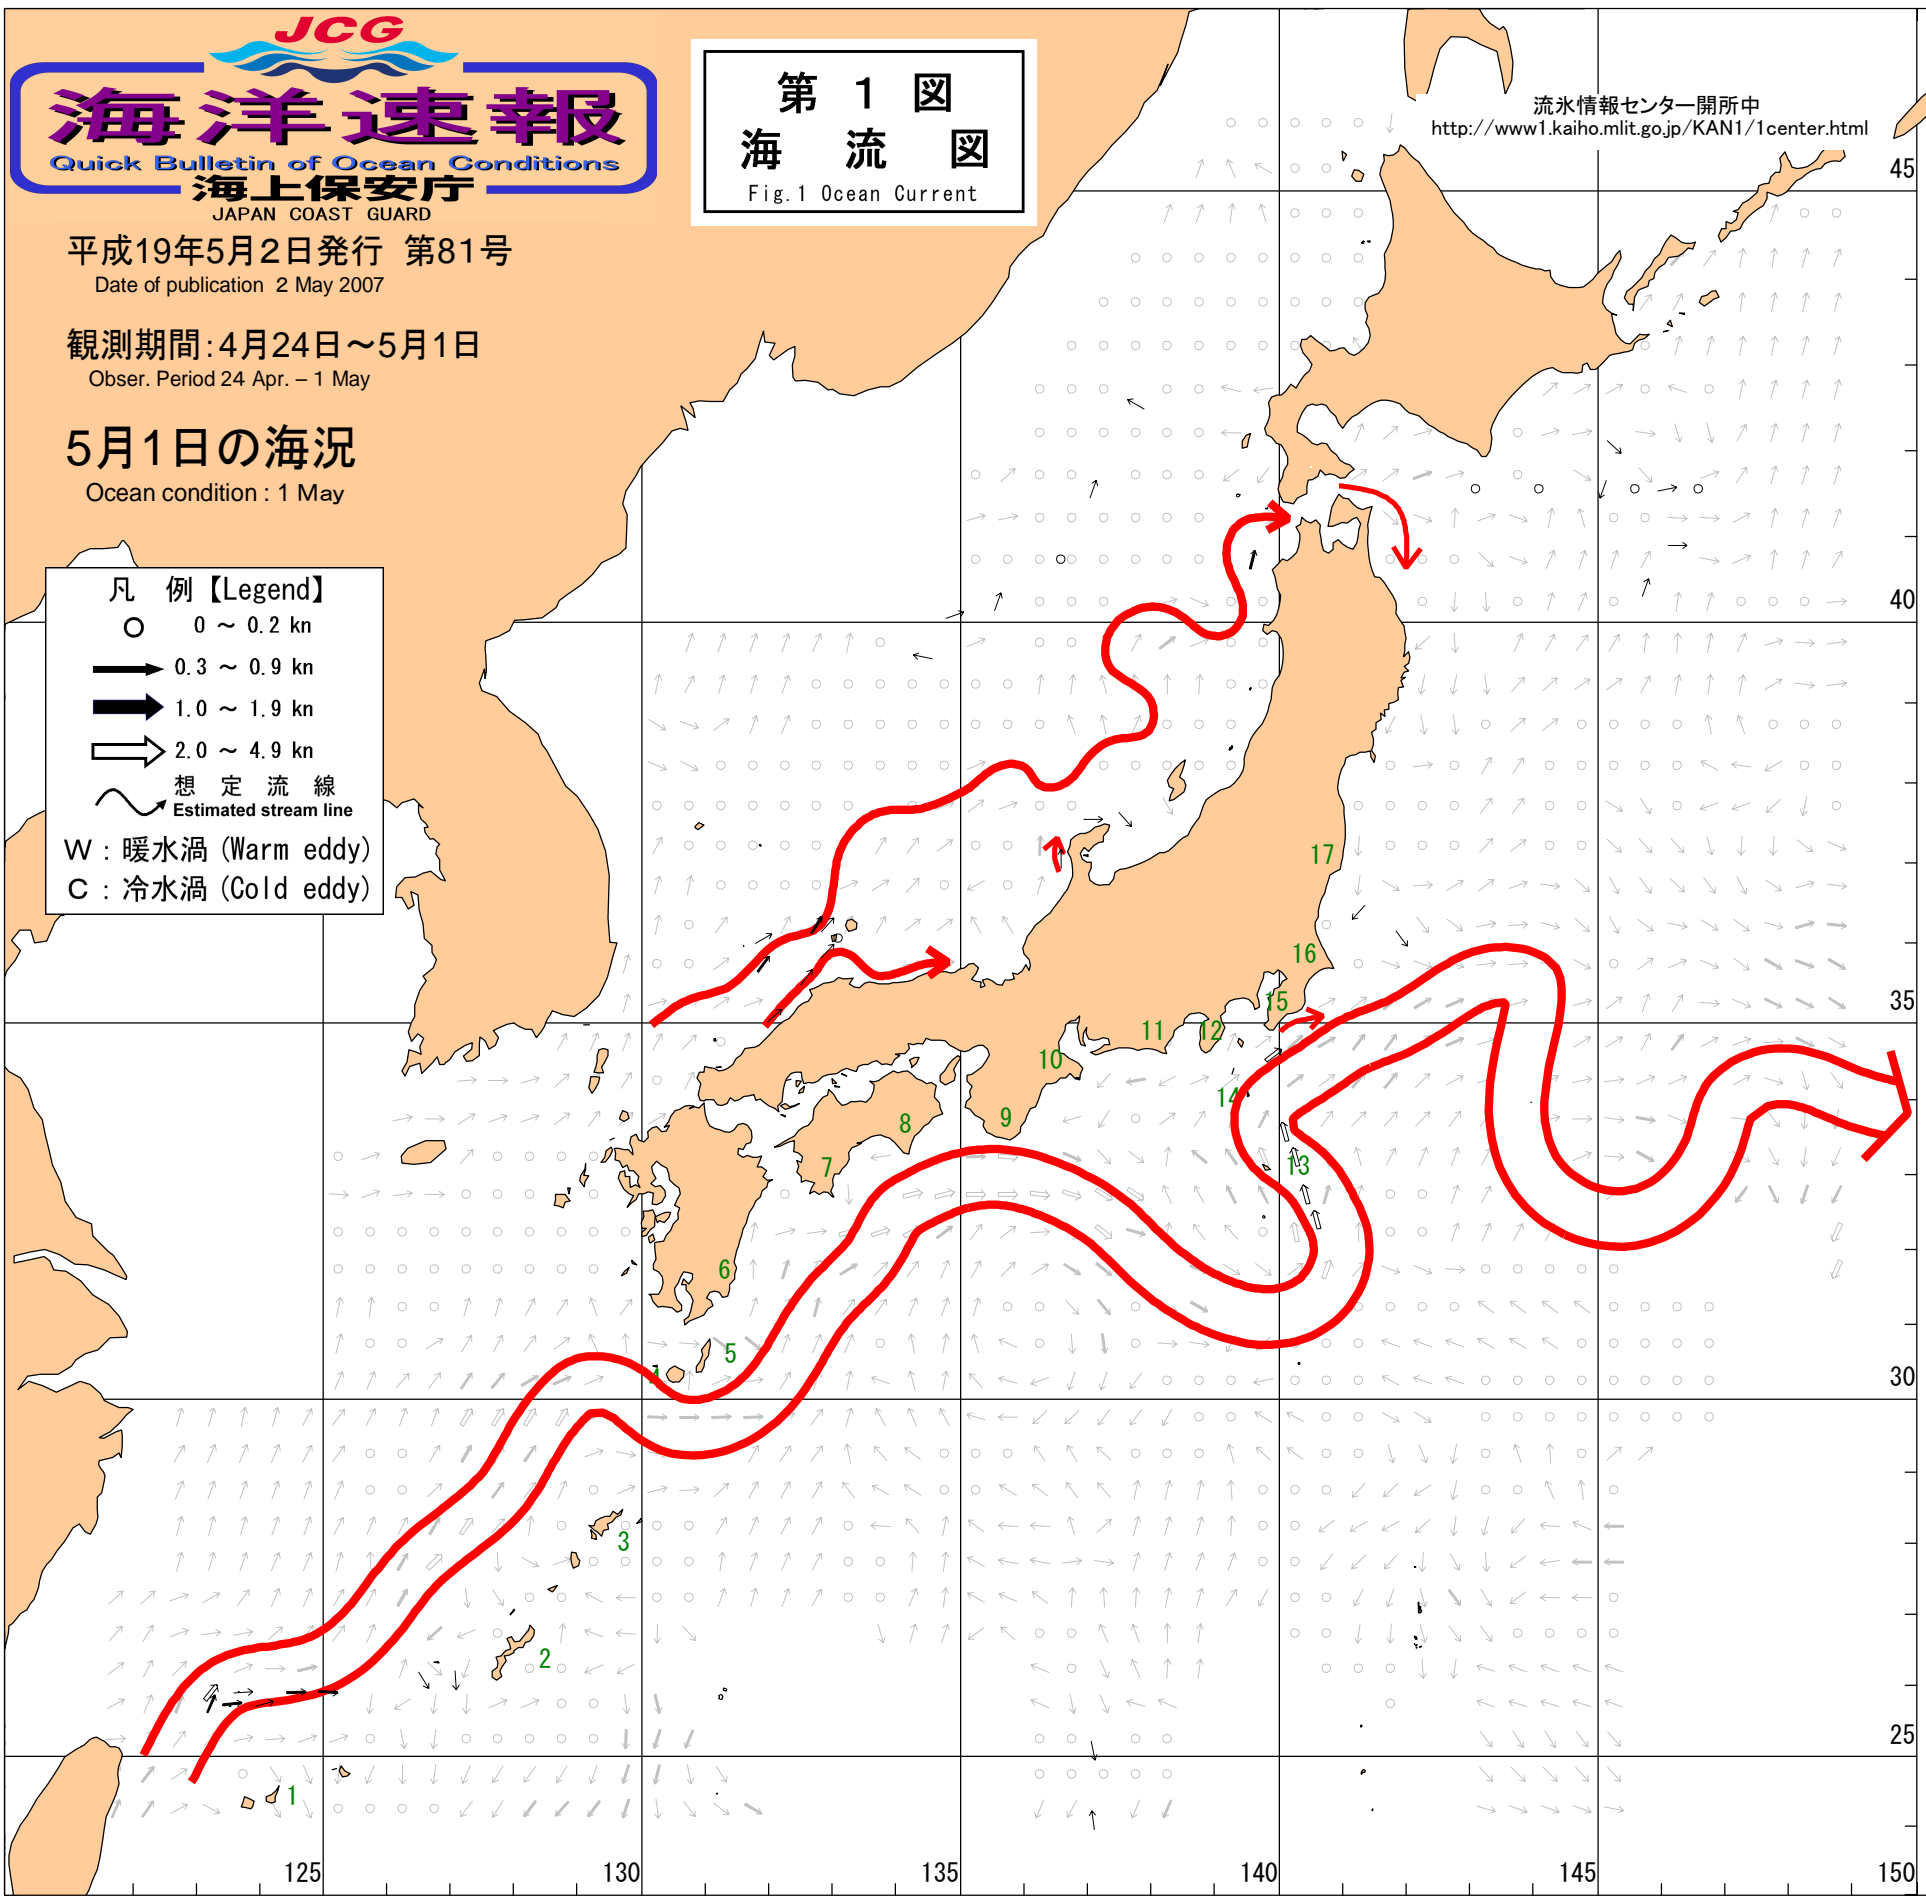 JCG
海洋速報
Quick Bulletin of Ocean Conditions
海上保安庁
JAPAN COAST GUARD
平成19年5月2日発行 第81号
Date of publication 2 May 2007
観測期間:4月24日~5月1日
Obser. Period 24 Apr. – 1 May
5月1日の海況
Ocean condition : 1 May
第 1 図
海 流 図
Fig.1 Ocean Current
流氷情報センター開所中
http://www1.kaiho.mlit.go.jp/KAN1/1center.html
凡 例【Legend】
0 ~ 0.2 kn
0.3 ~ 0.9 kn
1.0 ~ 1.9 kn
2.0 ~ 4.9 kn
想 定 流 線
Estimated stream line
W : 暖水渦 (Warm eddy)
C : 冷水渦 (Cold eddy)
45
40
35
30
25
17
16
15
11
12
10
14
9
8
7
13
6
5
4
3
2
1
125
130
135
140
145
150